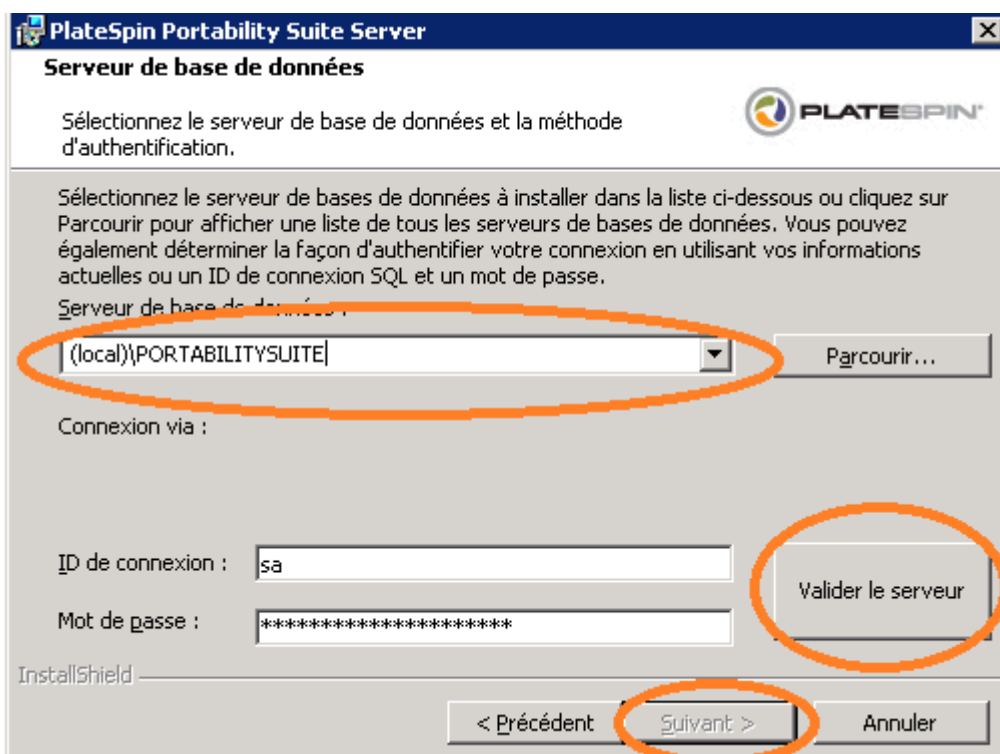 PlateSpin Portability Suite Server
Serveur de base de données
PLATESPIN
Sélectionnez le serveur de base de données et la méthode
d'authentification.
Sélectionnez le serveur de bases de données à installer dans la liste ci-dessous ou cliquez sur
Parcourir pour afficher une liste de tous les serveurs de bases de données. Vous pouvez
également déterminer la façon d'authentifier votre connexion en utilisant vos informations
actuelles ou un ID de connexion SQL et un mot de passe.
Serveur de base de données :
(local)\PORTABILITYSUITE
Parcourir...
Connexion via :
ID de connexion :
sa
Valider le serveur
Mot de passe :
*********************
InstallShield
< Précédent
Suivant >
Annuler